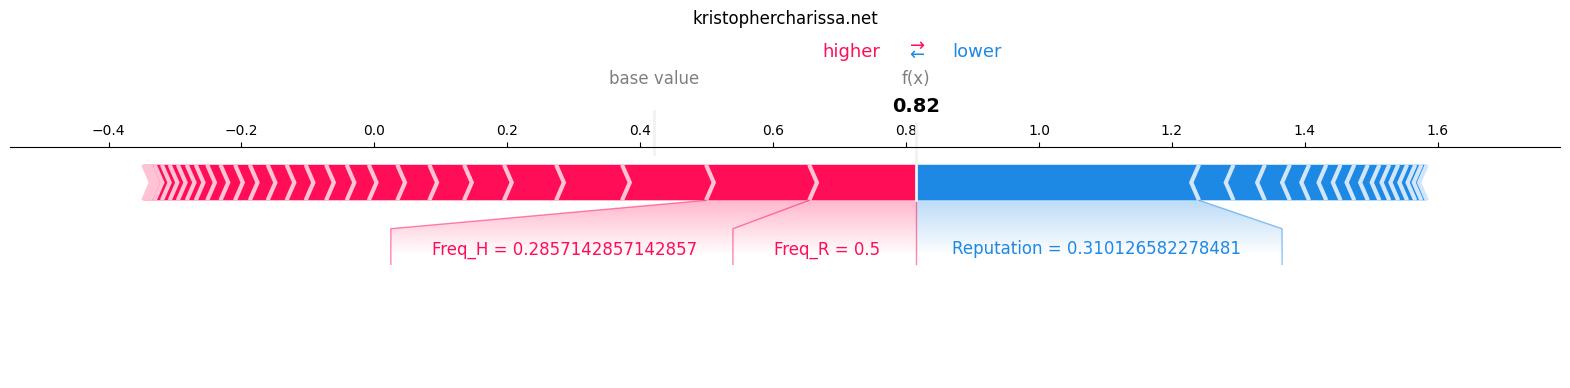 kristophercharissa.net
higher ⇄ lower
base value f(x)
0.82
−0.4 −0.2 0.0 0.2 0.4 0.6 0.8 1.0 1.2 1.4 1.6
Freq_H = 0.2857142857142857 Freq_R = 0.5 Reputation = 0.310126582278481